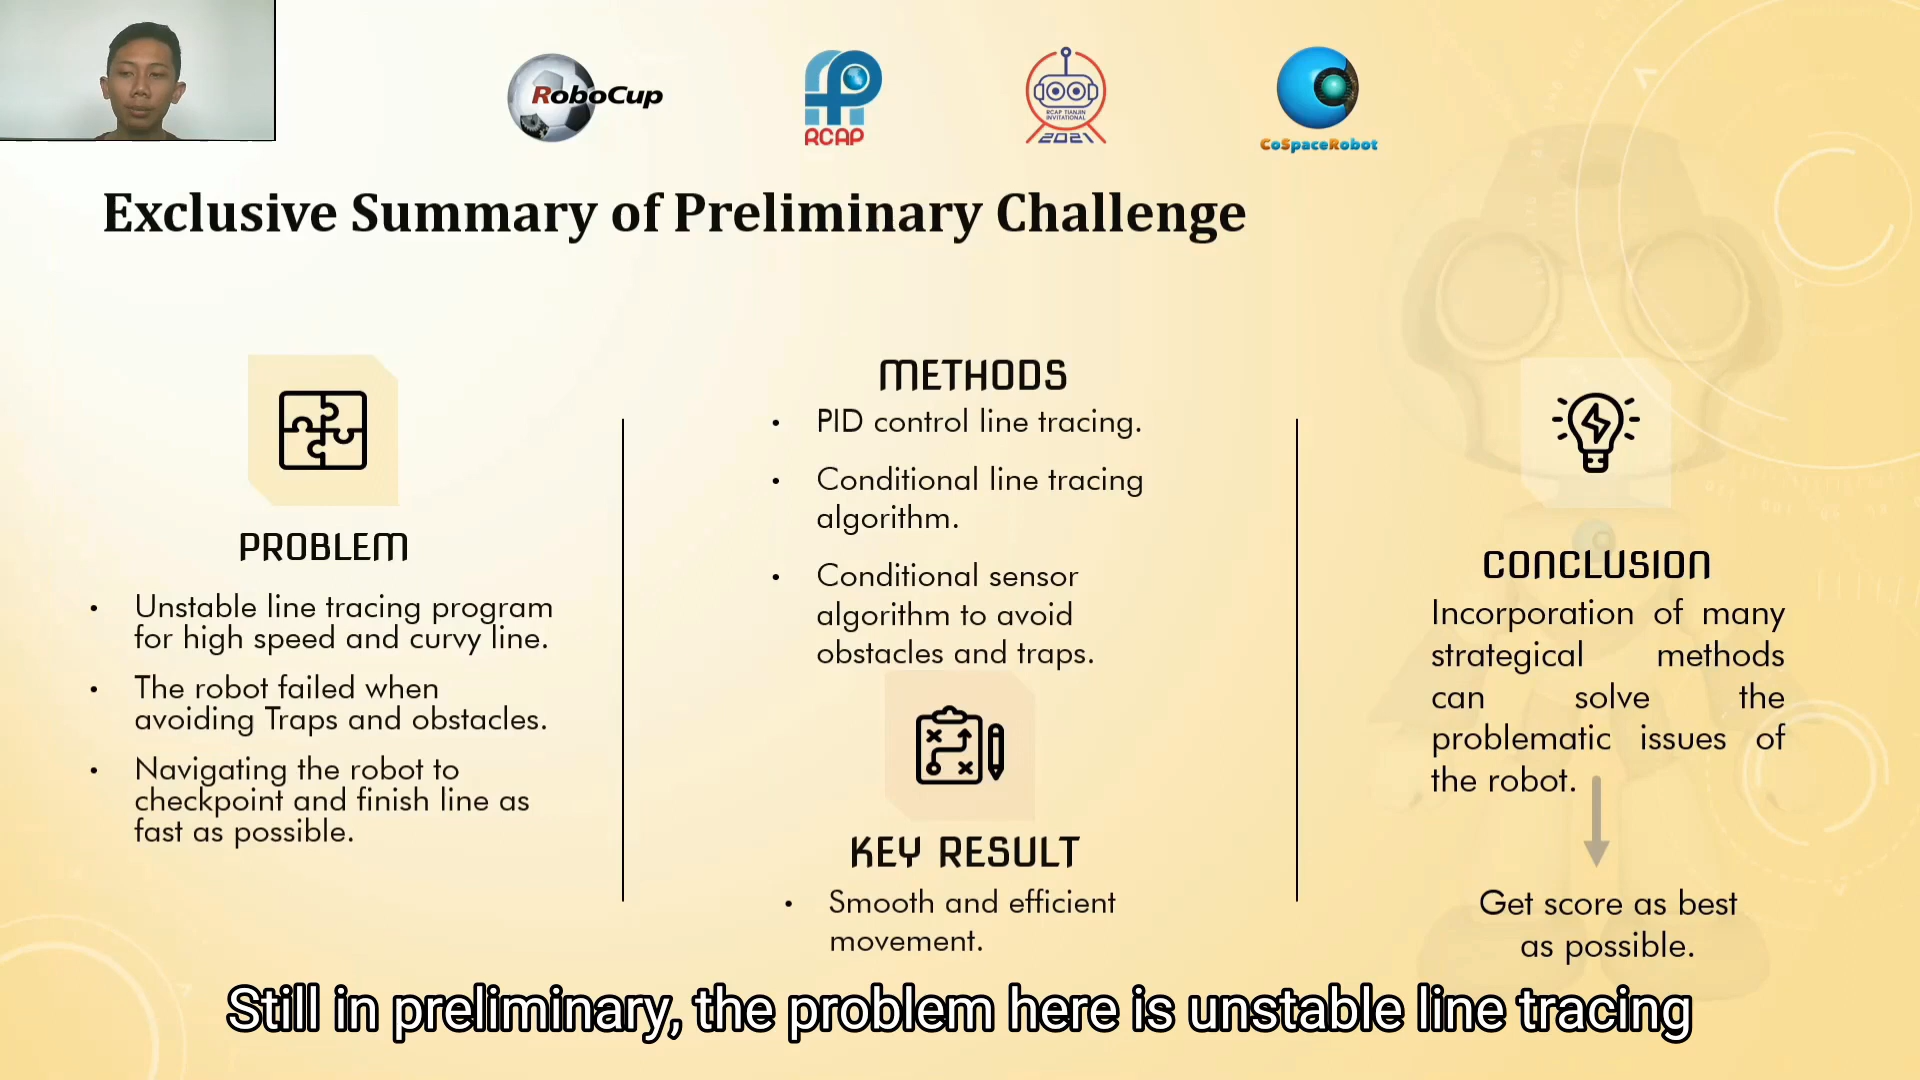 RoboCup
RCAP
RCAP TIANJIN
INVITATIONAL
2021
CoSpaceRobot
Exclusive Summary of Preliminary Challenge
PROBLEM
• Unstable line tracing program
for high speed and curvy line.
• The robot failed when
avoiding Traps and obstacles.
• Navigating the robot to
checkpoint and finish line as
fast as possible.
METHODS
• PID control line tracing.
• Conditional line tracing
algorithm.
• Conditional sensor
algorithm to avoid
obstacles and traps.
KEY RESULT
• Smooth and efficient
movement.
CONCLUSION
Incorporation of many
strategical methods
can solve the
problematic issues of
the robot.
Get score as best
as possible.
Still in preliminary, the problem here is unstable line tracing